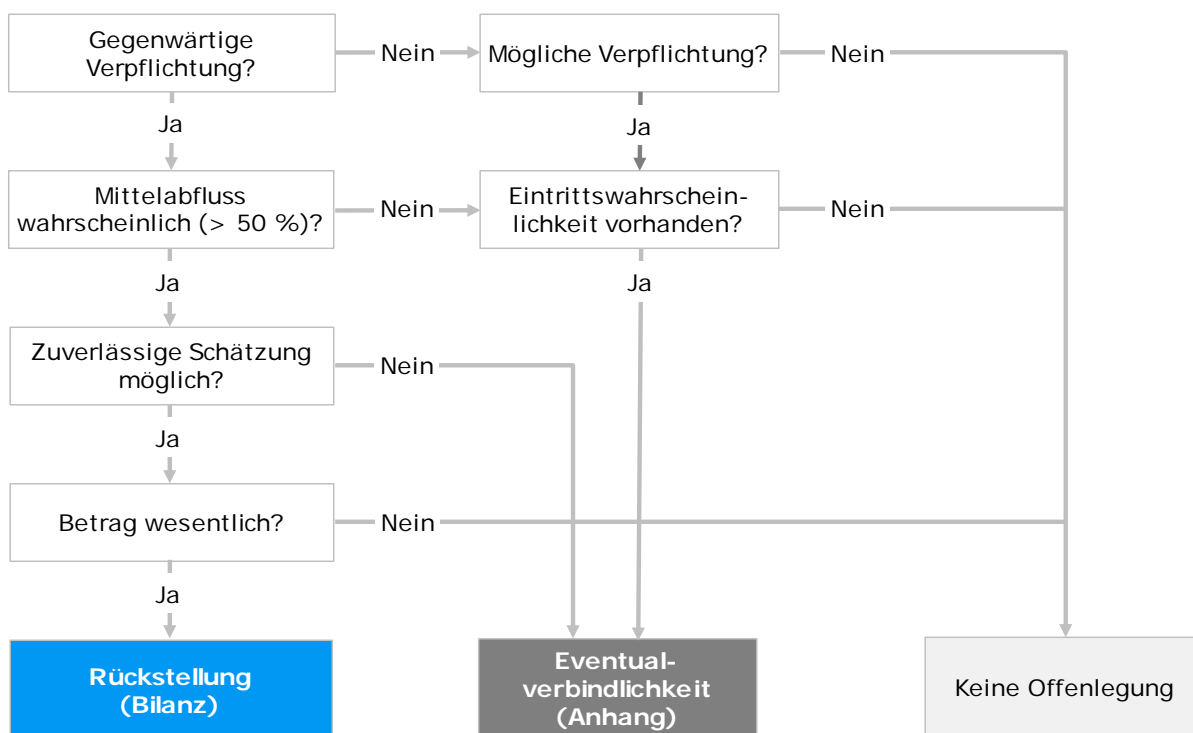 Gegenwärtige
Verpflichtung?
Nein
Mögliche Verpflichtung?
Nein
Ja
Ja
Mittelabfluss
wahrscheinlich (> 50 %)?
Nein
Eintrittswahrschein-
lichkeit vorhanden?
Nein
Ja
Ja
Zuverlässige Schätzung
möglich?
Nein
Ja
Betrag wesentlich?
Nein
Ja
Rückstellung
(Bilanz)
Eventual-
verbindlichkeit
(Anhang)
Keine Offenlegung